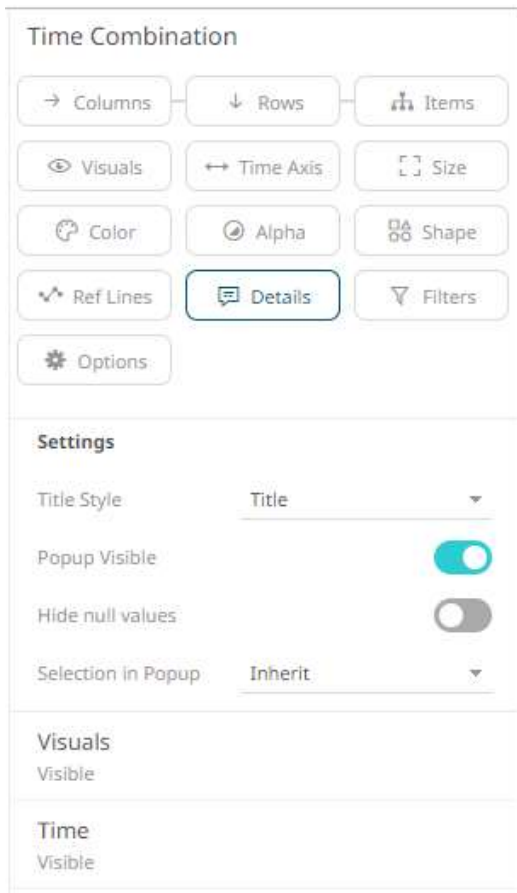 Time Combination
Columns Rows Items
Visuals Time Axis Size
Color Alpha Shape
Ref Lines Details Filters
Options
Settings
Title Style Title
Popup Visible
Hide null values
Selection in Popup Inherit
Visuals
Visible
Time
Visible